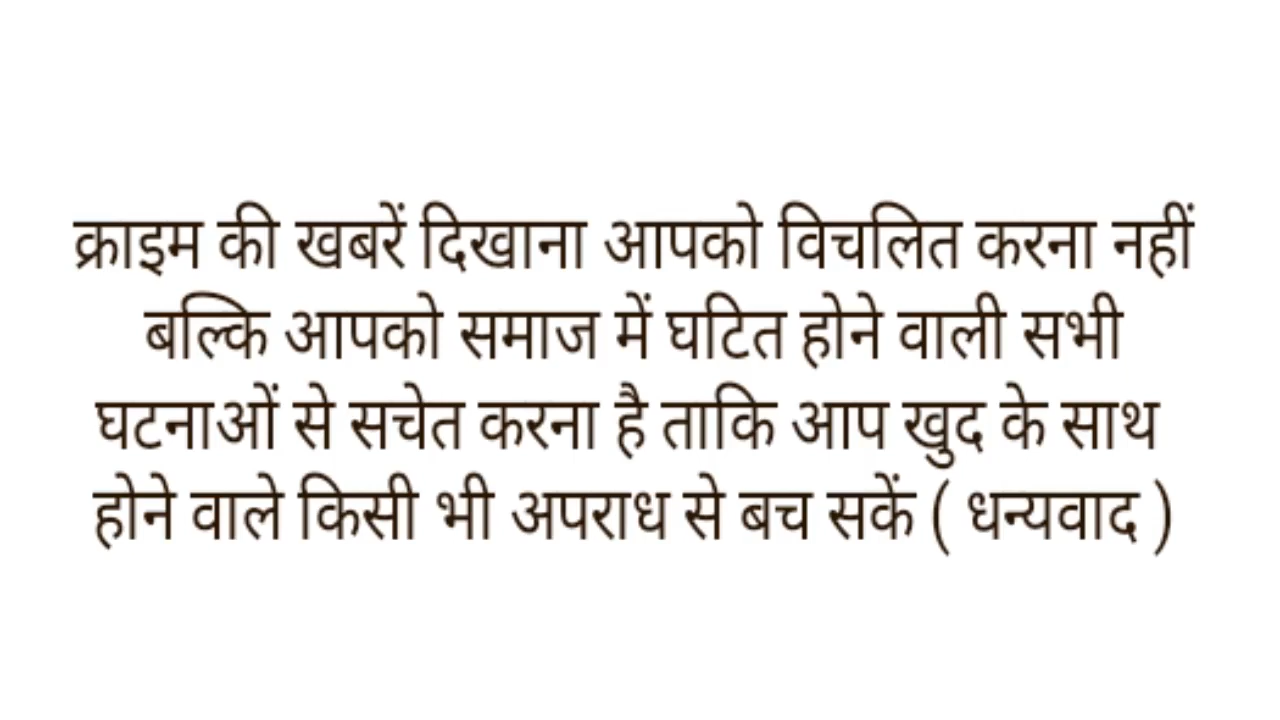 क्राइम की खबरें दिखाना आपको विचलित करना नहीं
बल्कि आपको समाज में घटित होने वाली सभी
घटनाओं से सचेत करना है ताकि आप खुद के साथ
होने वाले किसी भी अपराध से बच सकें ( धन्यवाद )